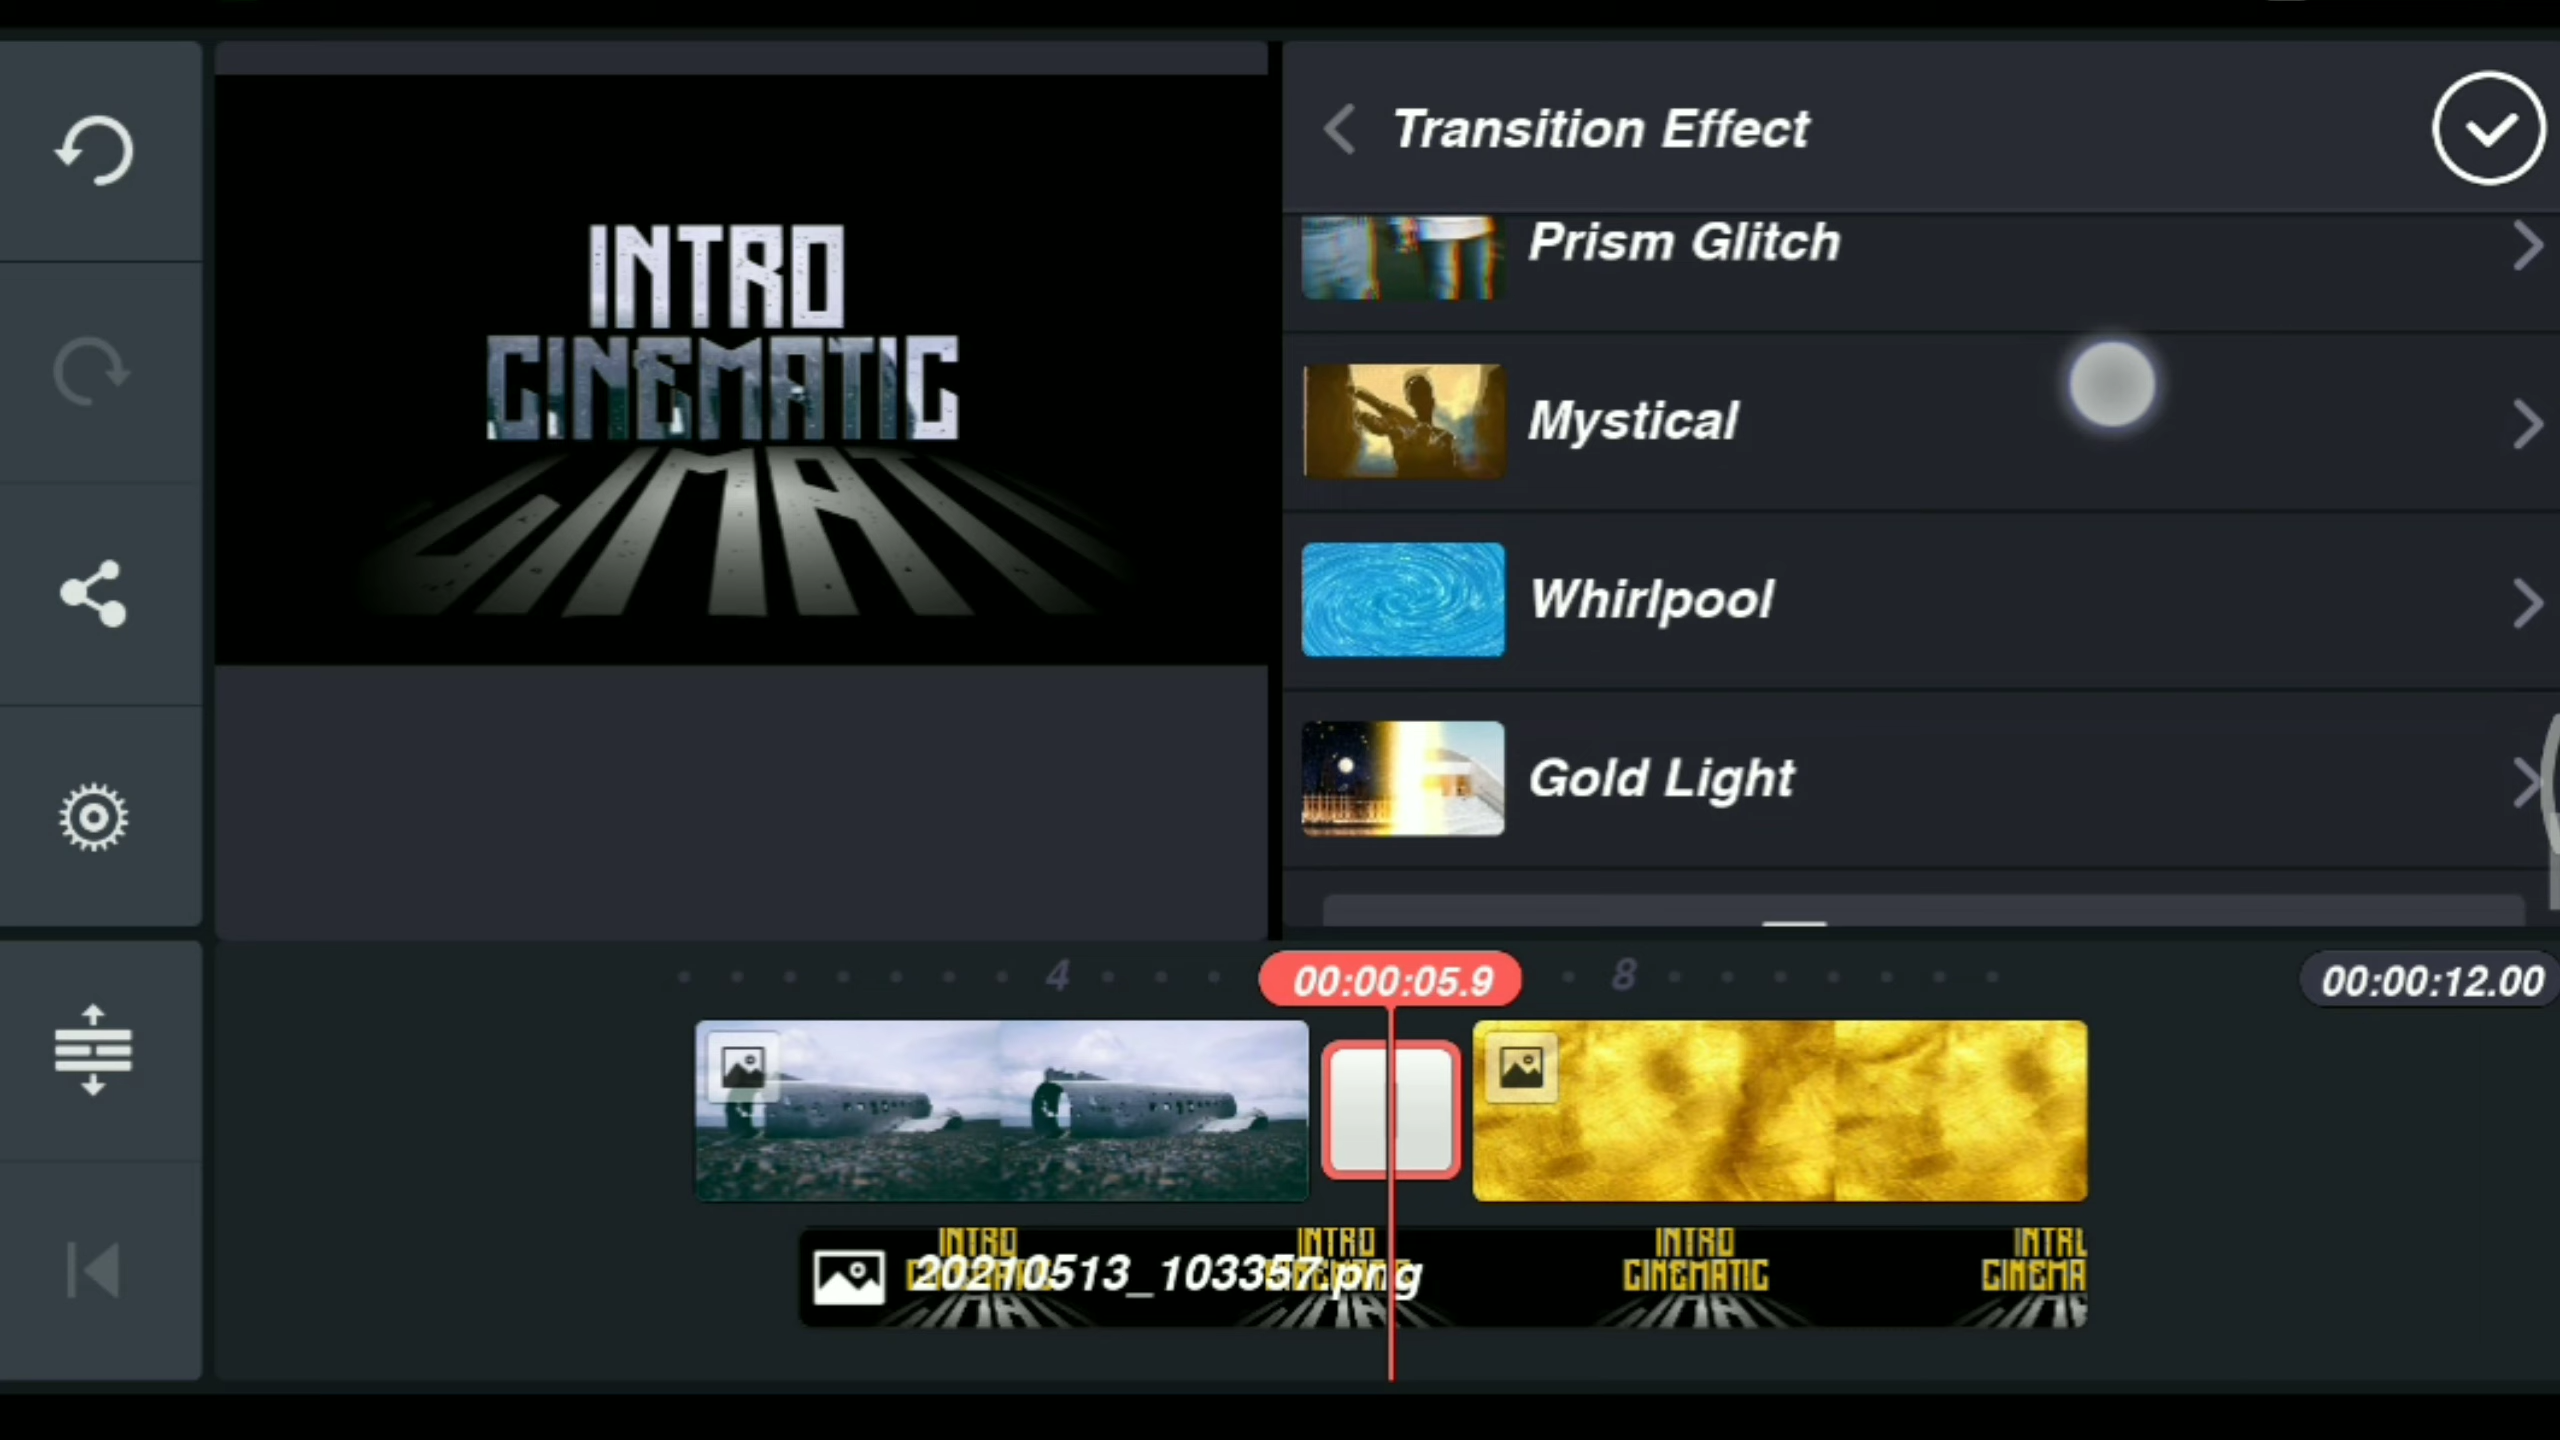 Transition Effect
INTRO
CINEMATIC
Prism Glitch
Mystical
Whirlpool
Gold Light
4
00:00:05.9
8
00:00:12.00
20210513_103357.png
INTRO
CINEMATIC
INTRO
INTRO
CINEMATIC